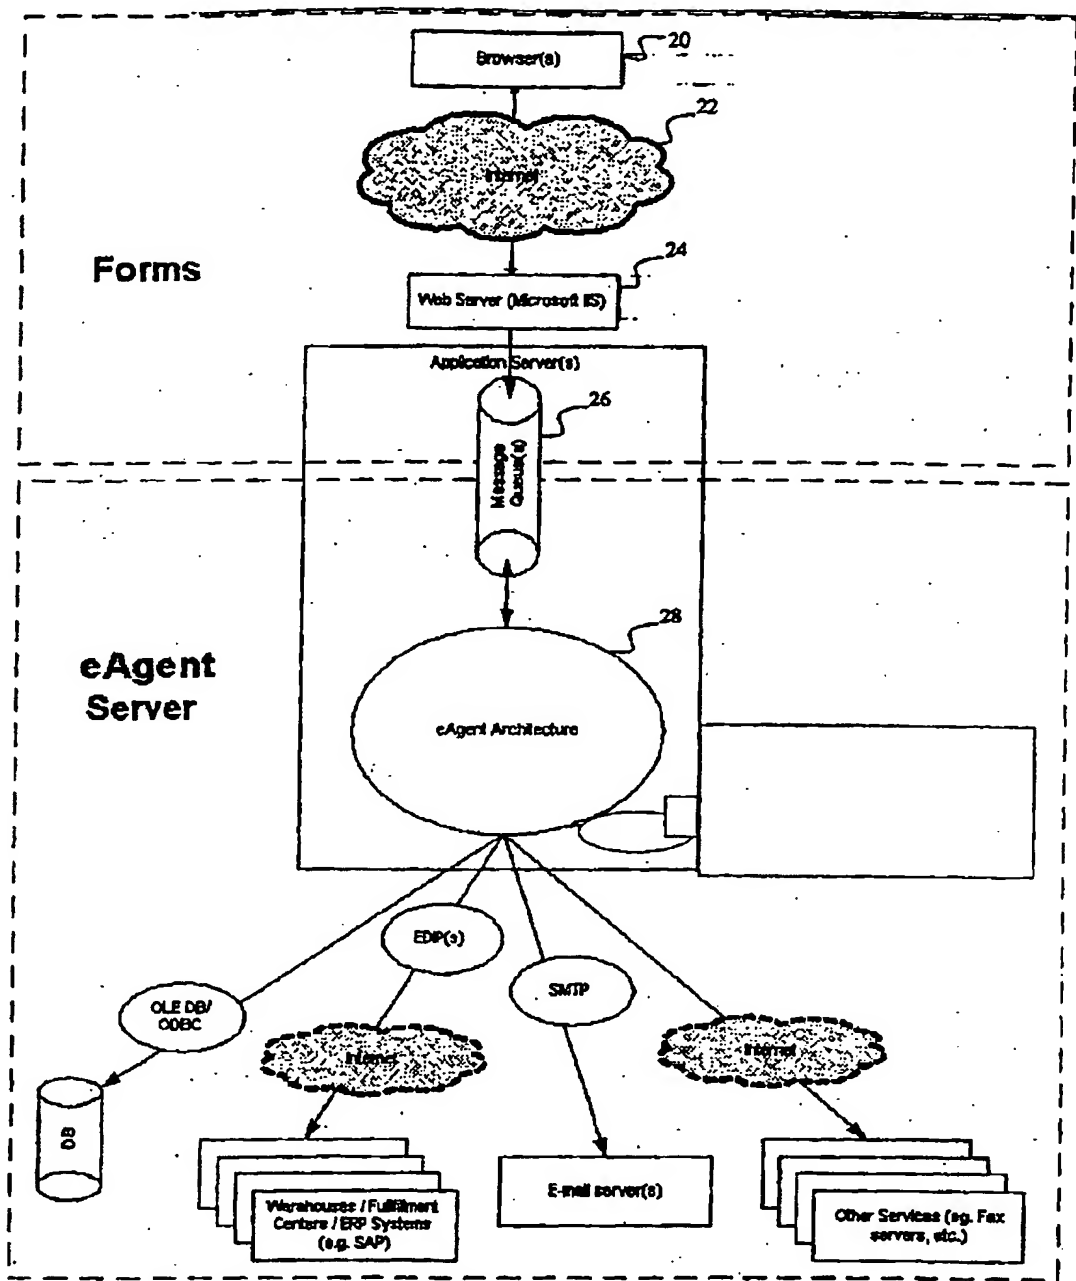 20
Browser(s)
22
Internet
24
Forms
Web Server (Microsoft IIS)
Application Server(s)
26
Message
Queue(s)
28
eAgent
Server
eAgent Architecture
EDIP(s)
SMTP
OLE DB/
ODBC
Internet
Internet
DB
Warehouses / Fulfillment
Centers / ERP Systems
(e.g. SAP)
E-mail server(s)
Other Services (eg. Fax
servers, etc.)